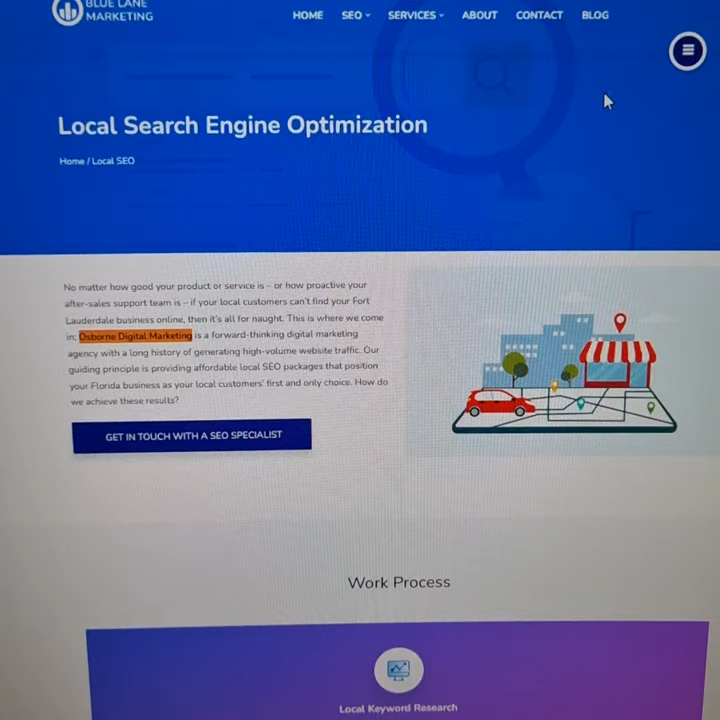 BLUE LANE
MARKETING
HOME SEO SERVICES ABOUT CONTACT BLOG
Local Search Engine Optimization
Home / Local SEO
No matter how good your product or service is – or how proactive your
after-sales support team is – if your local customers can't find your Fort
Lauderdale business online, then it's all for naught. This is where we come
in; Osborne Digital Marketing is a forward-thinking digital marketing
agency with a long history of generating high-volume website traffic. Our
guiding principle is providing affordable local SEO packages that position
your Florida business as your local customers' first and only choice. How do
we achieve these results?
GET IN TOUCH WITH A SEO SPECIALIST
Work Process
Local Keyword Research